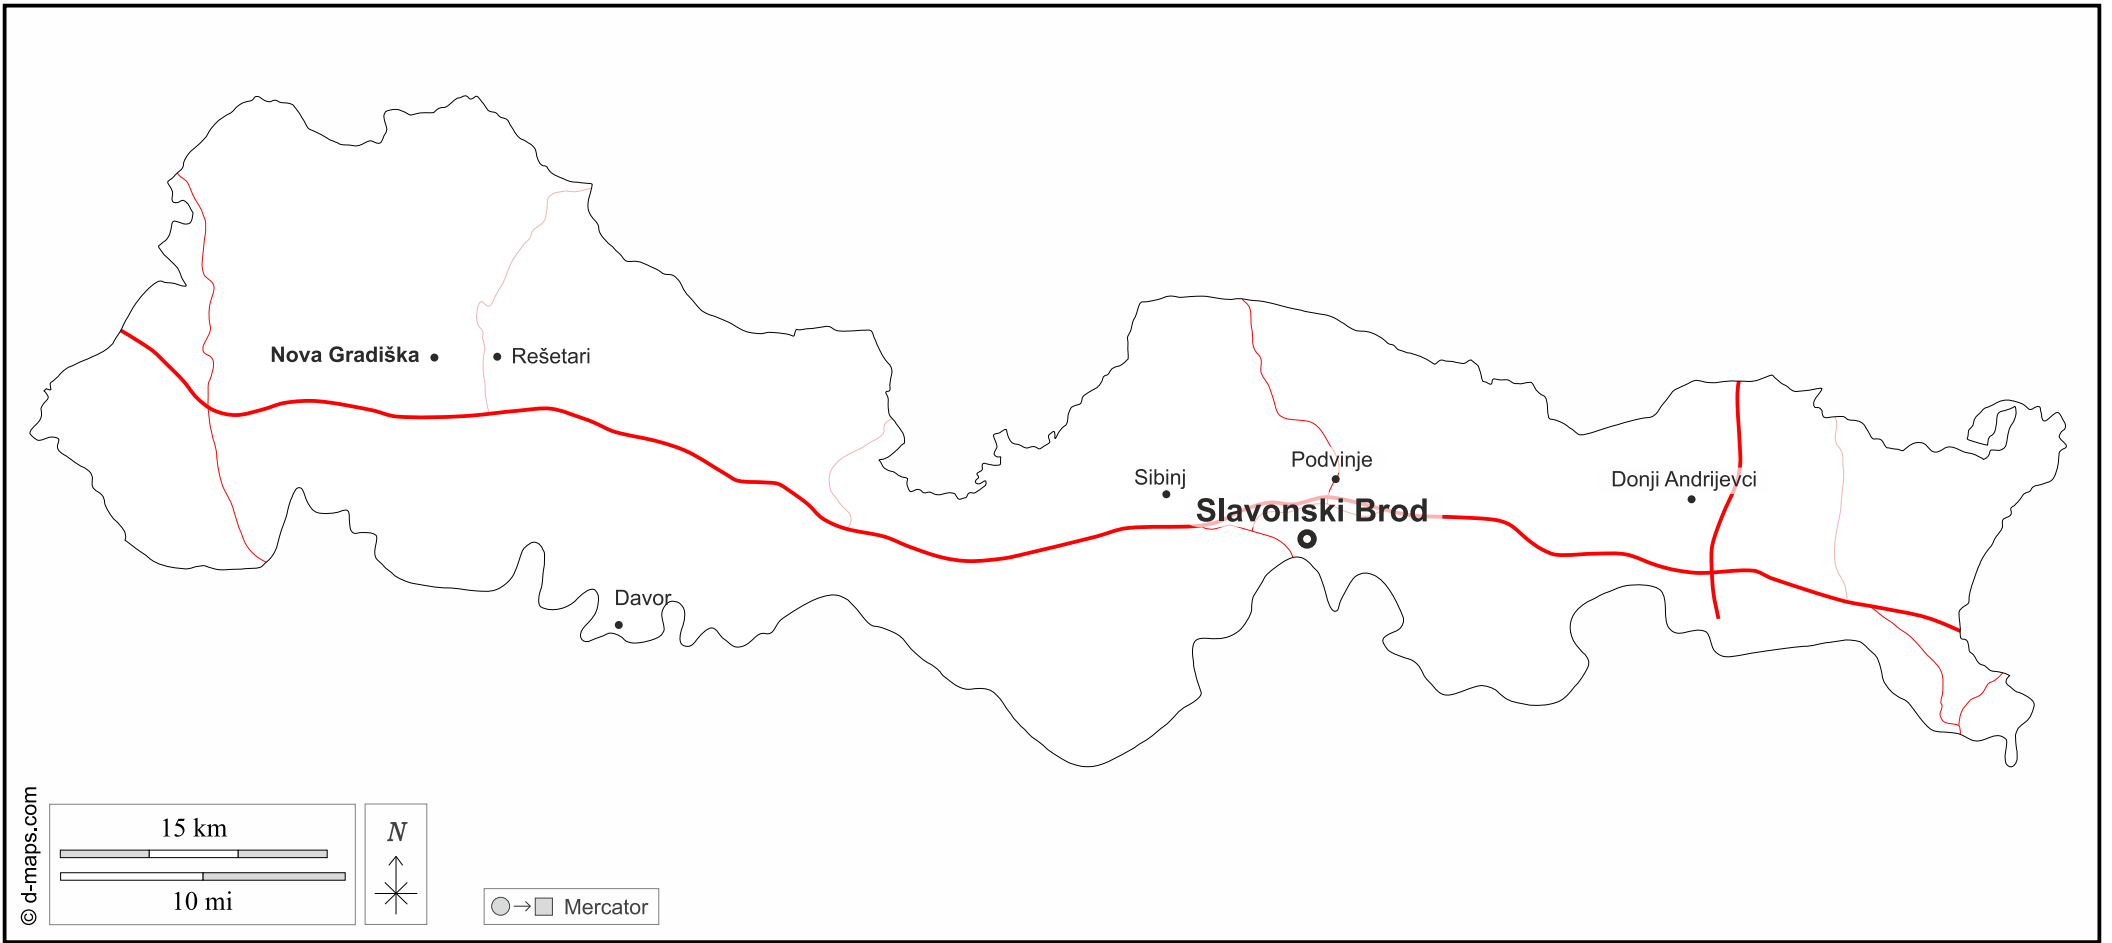 Nova Gradiška
Rešetari
Podvinje
Sibinj
Donji Andrijevci
Slavonski Brod
Davor
© d-maps.com
15 km
10 mi
N
Mercator